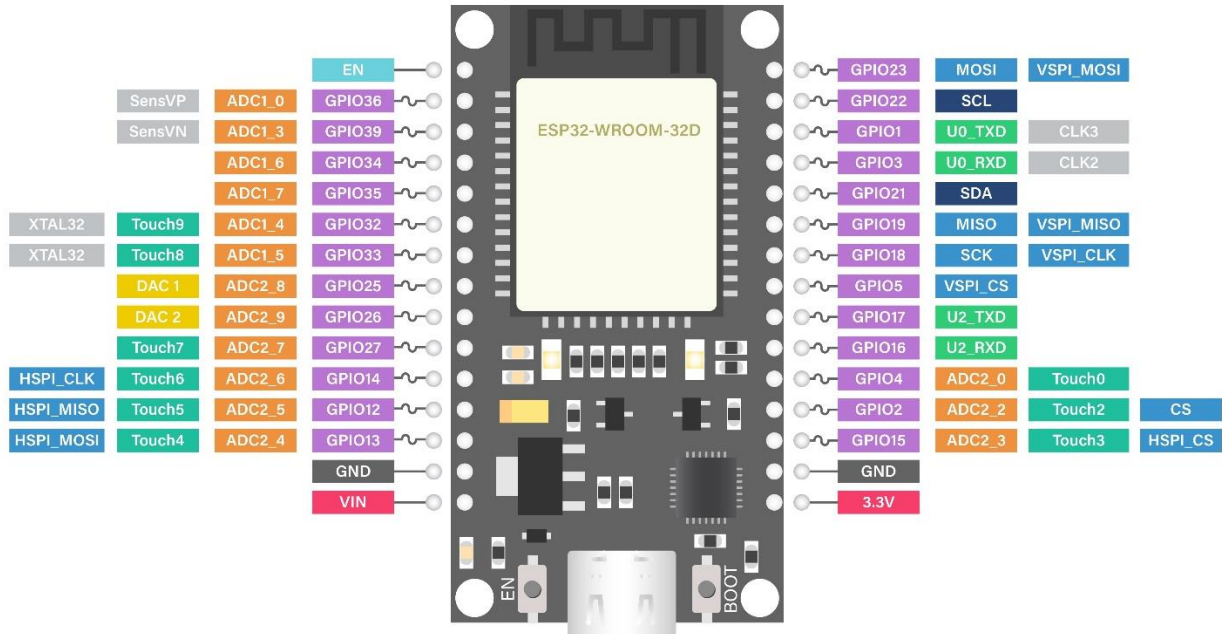 EN GPIO23 MOSI VSPI_MOSI
SensVP ADC1_0 GPIO36 GPIO22 SCL
SensVN ADC1_3 GPIO39 ESP32-WROOM-32D GPIO1 U0_TXD CLK3
ADC1_6 GPIO34 GPIO3 U0_RXD CLK2
ADC1_7 GPIO35 GPIO21 SDA
XTAL32 Touch9 ADC1_4 GPIO32 GPIO19 MISO VSPI_MISO
XTAL32 Touch8 ADC1_5 GPIO33 GPIO18 SCK VSPI_CLK
DAC 1 ADC2_8 GPIO25 GPIO5 VSPI_CS
DAC 2 ADC2_9 GPIO26 GPIO17 U2_TXD
Touch7 ADC2_7 GPIO27 GPIO16 U2_RXD
HSPI_CLK Touch6 ADC2_6 GPIO14 GPIO4 ADC2_0 Touch0
HSPI_MISO Touch5 ADC2_5 GPIO12 GPIO2 ADC2_2 Touch2 CS
HSPI_MOSI Touch4 ADC2_4 GPIO13 GPIO15 ADC2_3 Touch3 HSPI_CS
GND GND
VIN 3.3V
EN BOOT